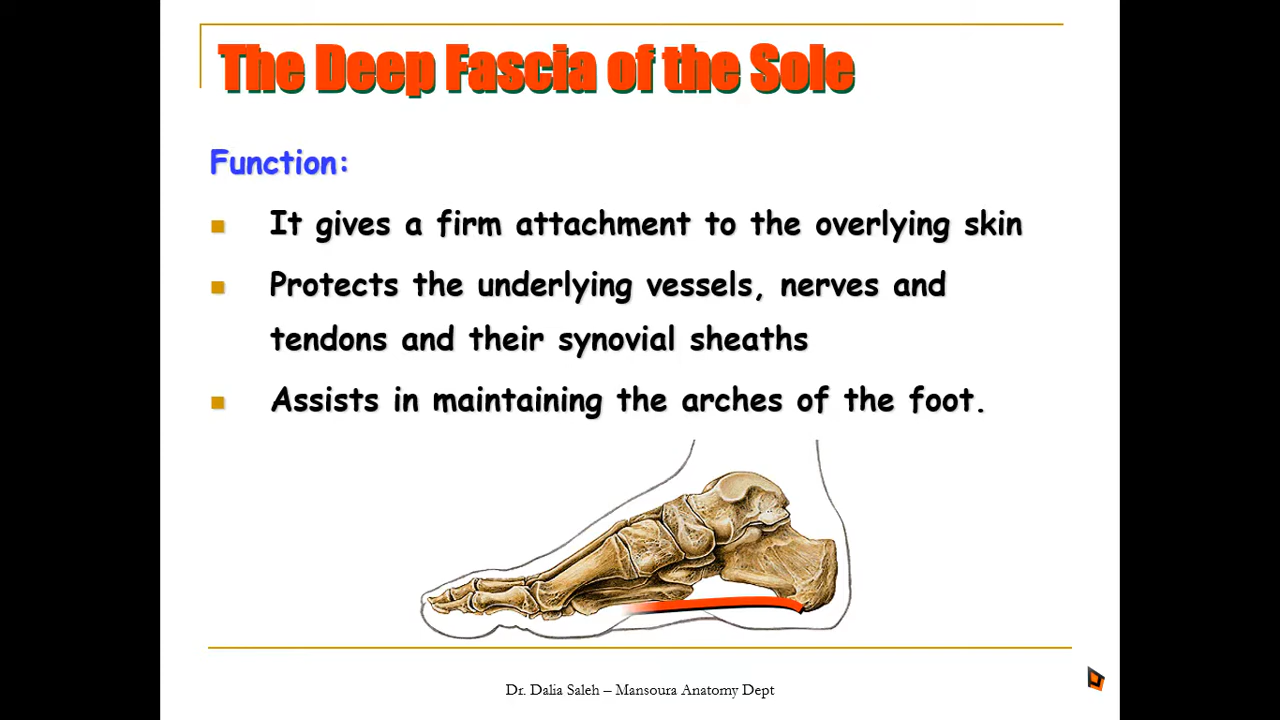 The Deep Fascia of the Sole
Function:
It gives a firm attachment to the overlying skin
Protects the underlying vessels, nerves and
tendons and their synovial sheaths
Assists in maintaining the arches of the foot.
Dr. Dalia Saleh – Mansoura Anatomy Dept